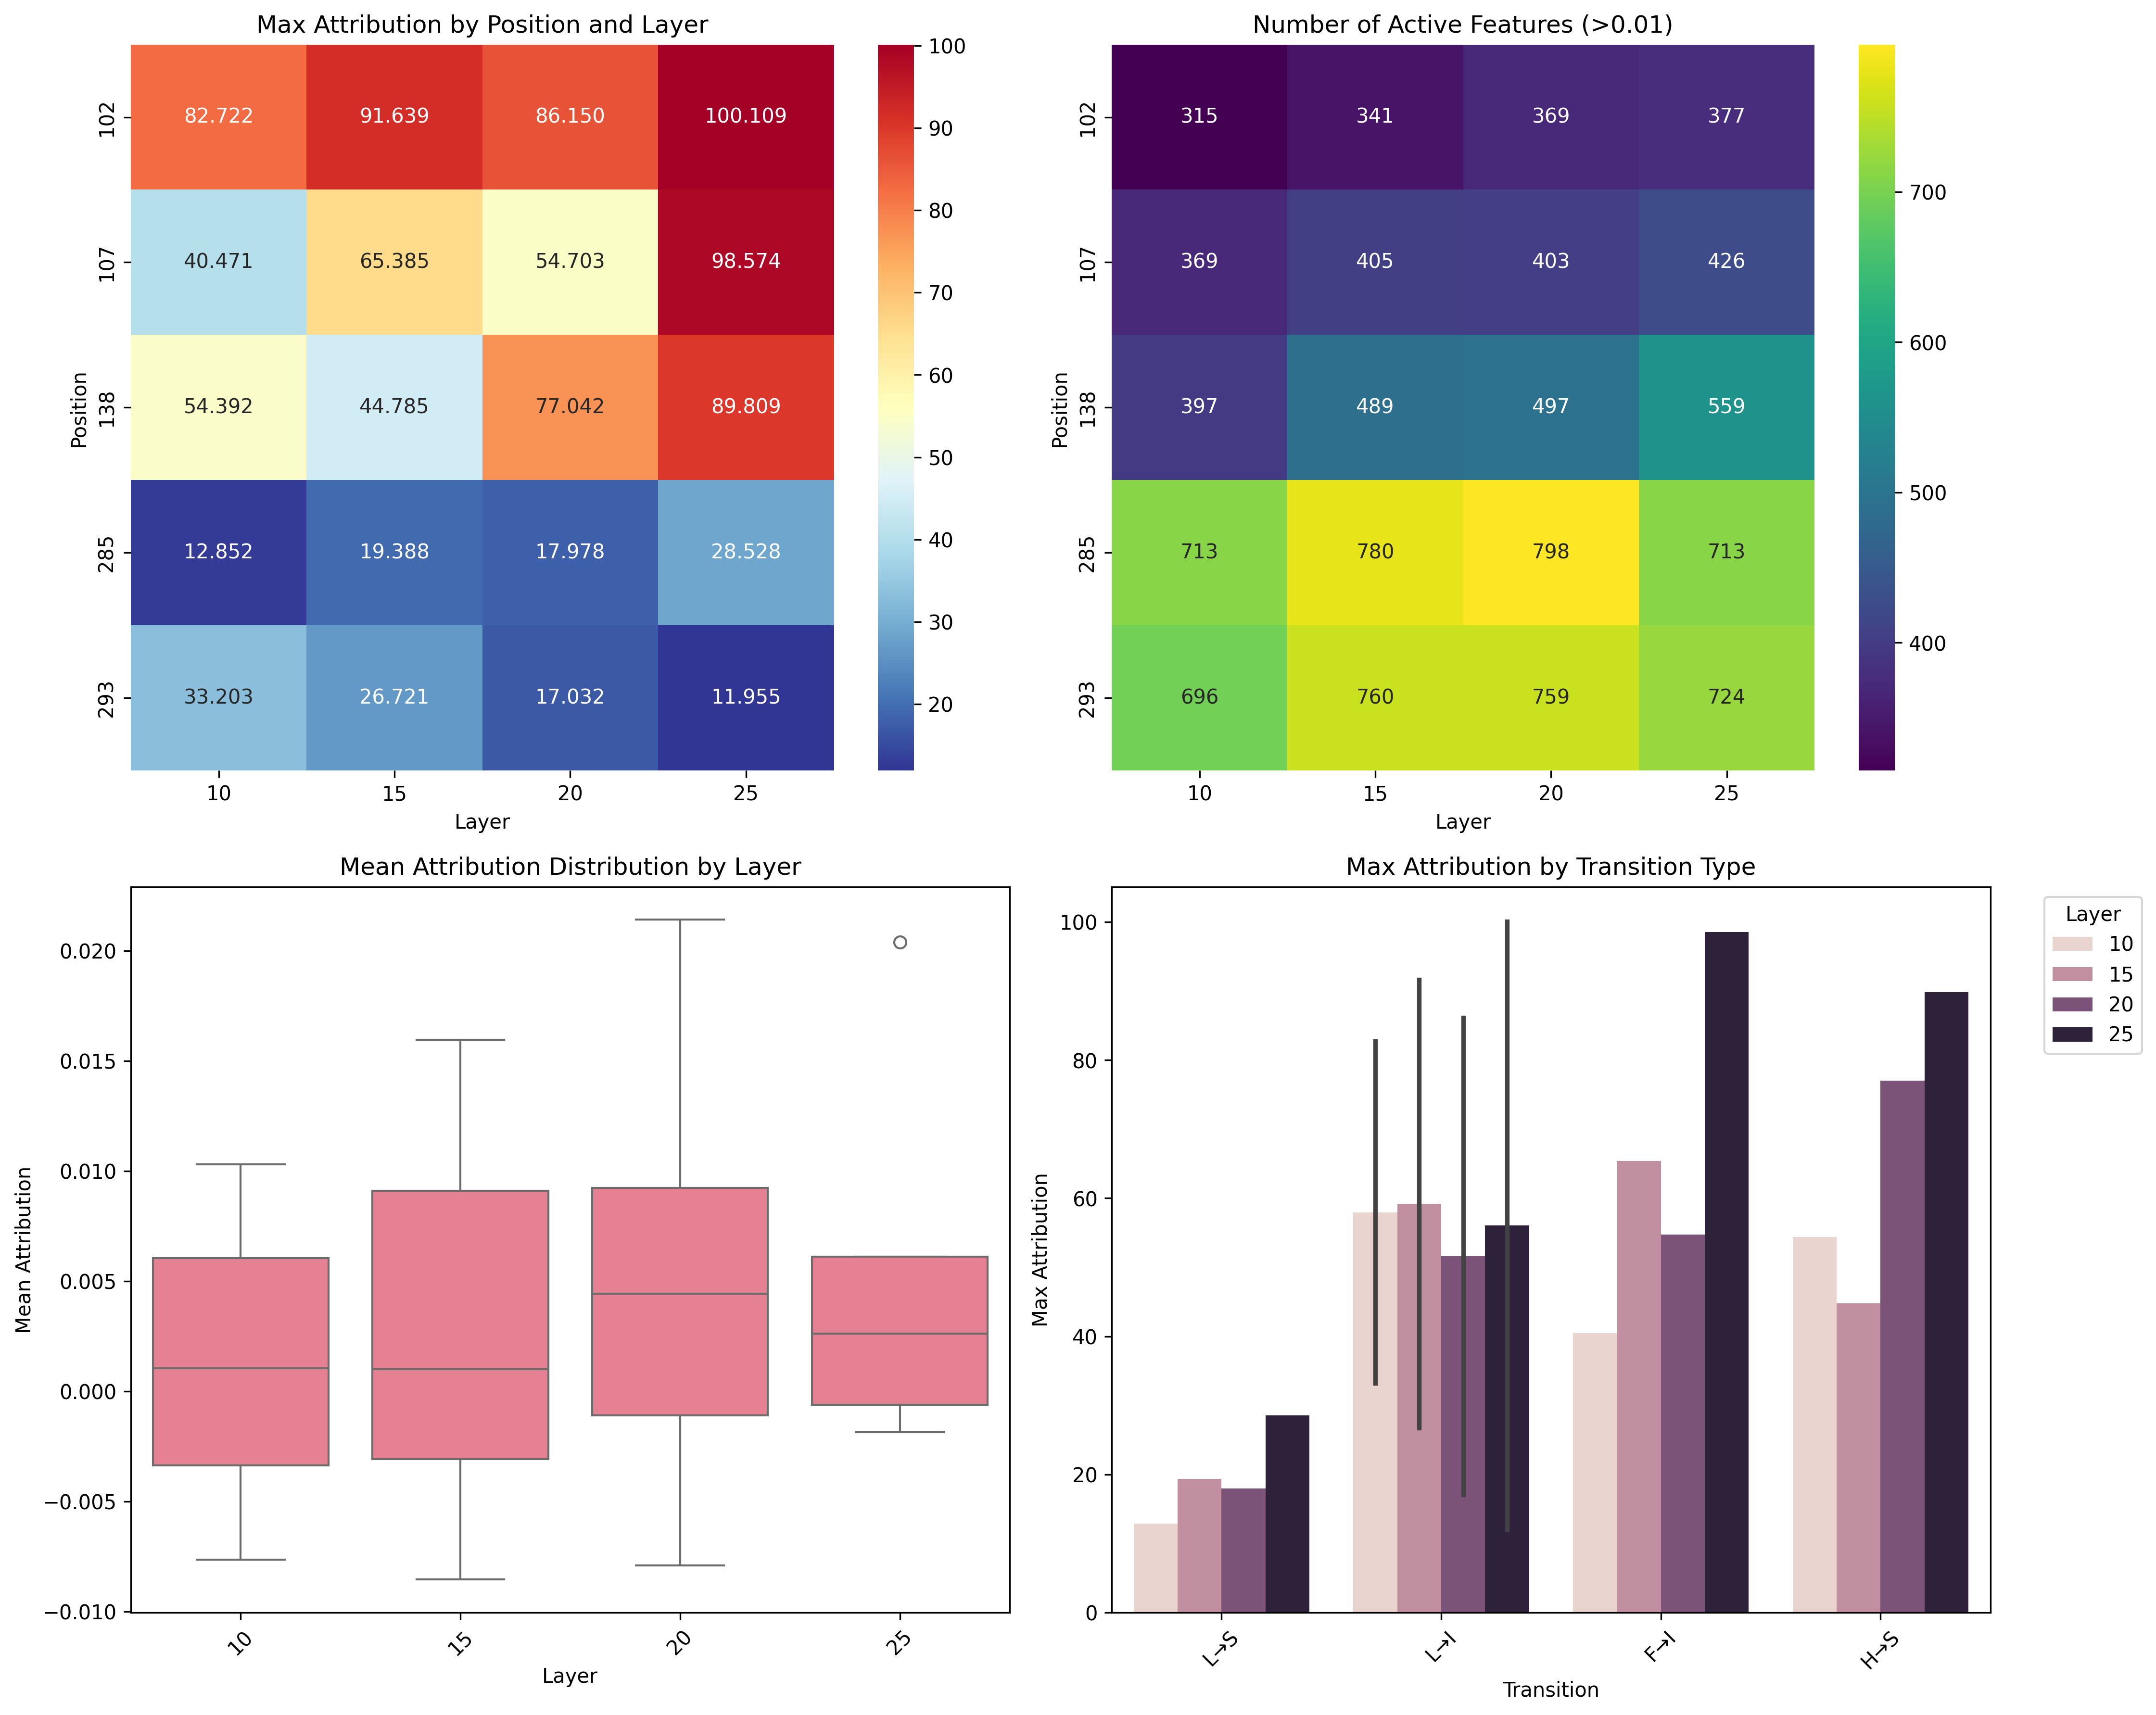 Max Attribution by Position and Layer
Position
102
107
138
285
293
82.722 91.639 86.150 100.109
40.471 65.385 54.703 98.574
54.392 44.785 77.042 89.809
12.852 19.388 17.978 28.528
33.203 26.721 17.032 11.955
10 15 20 25
Layer
100
90
80
70
60
50
40
30
20
Number of Active Features (>0.01)
Position
102
107
138
285
293
315 341 369 377
369 405 403 426
397 489 497 559
713 780 798 713
696 760 759 724
10 15 20 25
Layer
700
600
500
400
Mean Attribution Distribution by Layer
Mean Attribution
0.020
0.015
0.010
0.005
0.000
−0.005
−0.010
10 15 20 25
Layer
Max Attribution by Transition Type
Max Attribution
100
80
60
40
20
0
L→S L→I F→I H→S
Transition
Layer
10
15
20
25